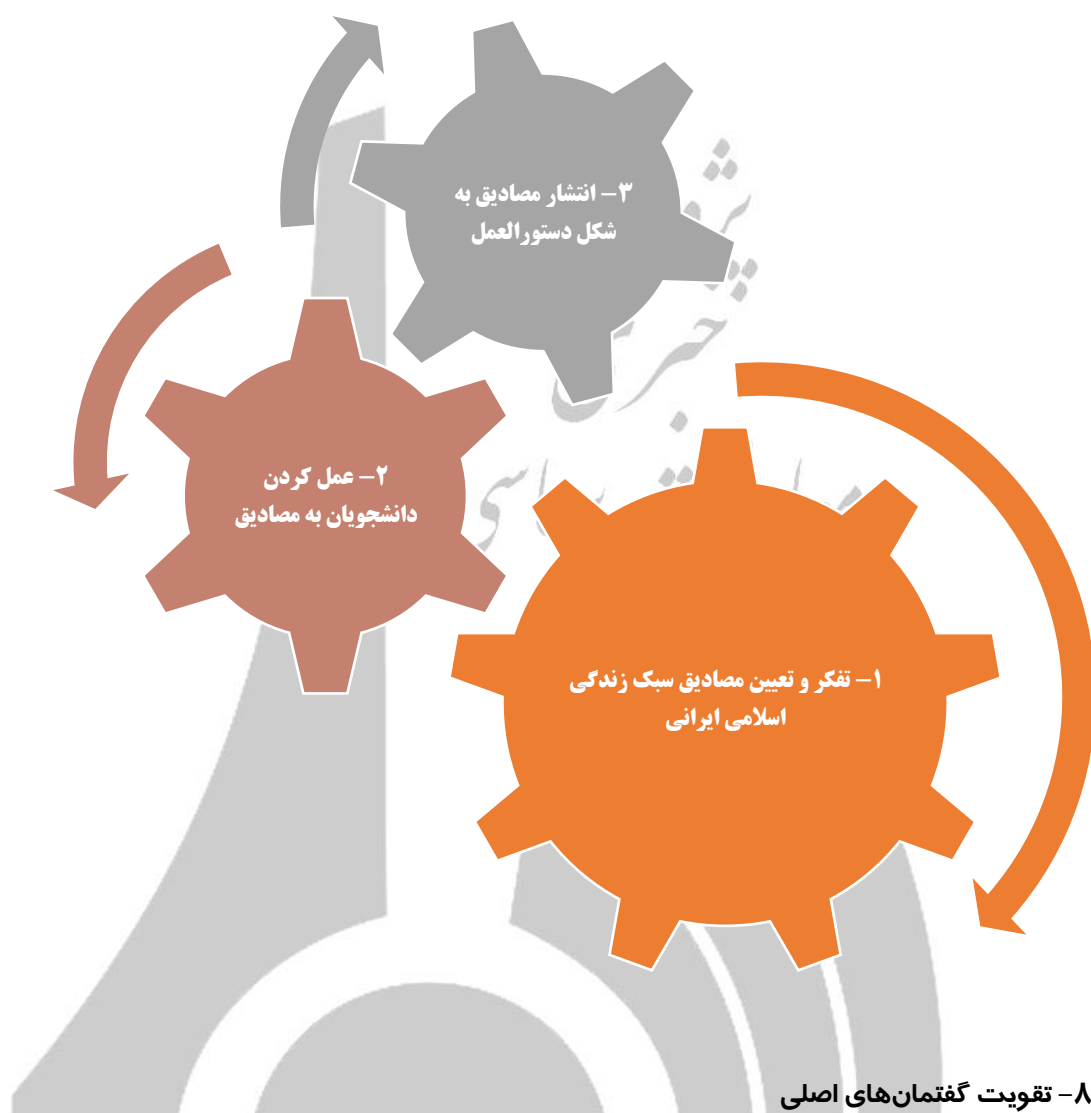 ۳- انتشار مصادیق به
شکل دستورالعمل
۲- عمل کردن
دانشجویان به مصادیق
۱- تفکر و تعیین مصادیق سبک زندگی
اسلامی ایرانی
۸- تقویت گفتمان‌های اصلی